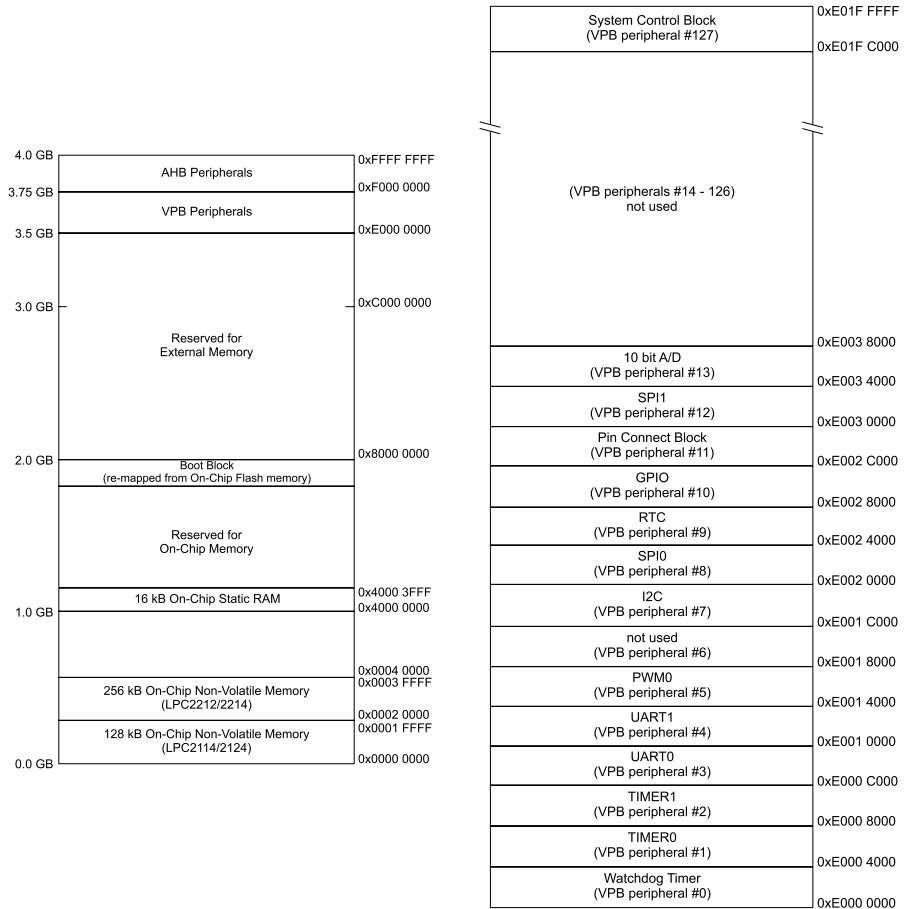 4.0 GB
0xFFFF FFFF
AHB Peripherals
3.75 GB
0xF000 0000
VPB Peripherals
3.5 GB
0xE000 0000
3.0 GB
0xC000 0000
Reserved for
External Memory
2.0 GB
0x8000 0000
Boot Block
(re-mapped from On-Chip Flash memory)
Reserved for
On-Chip Memory
0x4000 3FFF
16 kB On-Chip Static RAM
1.0 GB
0x4000 0000
0x0004 0000
0x0003 FFFF
256 kB On-Chip Non-Volatile Memory
(LPC2212/2214)
0x0002 0000
0x0001 FFFF
128 kB On-Chip Non-Volatile Memory
(LPC2114/2124)
0.0 GB
0x0000 0000
0xE01F FFFF
System Control Block
(VPB peripheral #127)
0xE01F C000
(VPB peripherals #14 - 126)
not used
0xE003 8000
10 bit A/D
(VPB peripheral #13)
0xE003 4000
SPI1
(VPB peripheral #12)
0xE003 0000
Pin Connect Block
(VPB peripheral #11)
0xE002 C000
GPIO
(VPB peripheral #10)
0xE002 8000
RTC
(VPB peripheral #9)
0xE002 4000
SPI0
(VPB peripheral #8)
0xE002 0000
I2C
(VPB peripheral #7)
0xE001 C000
not used
(VPB peripheral #6)
0xE001 8000
PWM0
(VPB peripheral #5)
0xE001 4000
UART1
(VPB peripheral #4)
0xE001 0000
UART0
(VPB peripheral #3)
0xE000 C000
TIMER1
(VPB peripheral #2)
0xE000 8000
TIMER0
(VPB peripheral #1)
0xE000 4000
Watchdog Timer
(VPB peripheral #0)
0xE000 0000